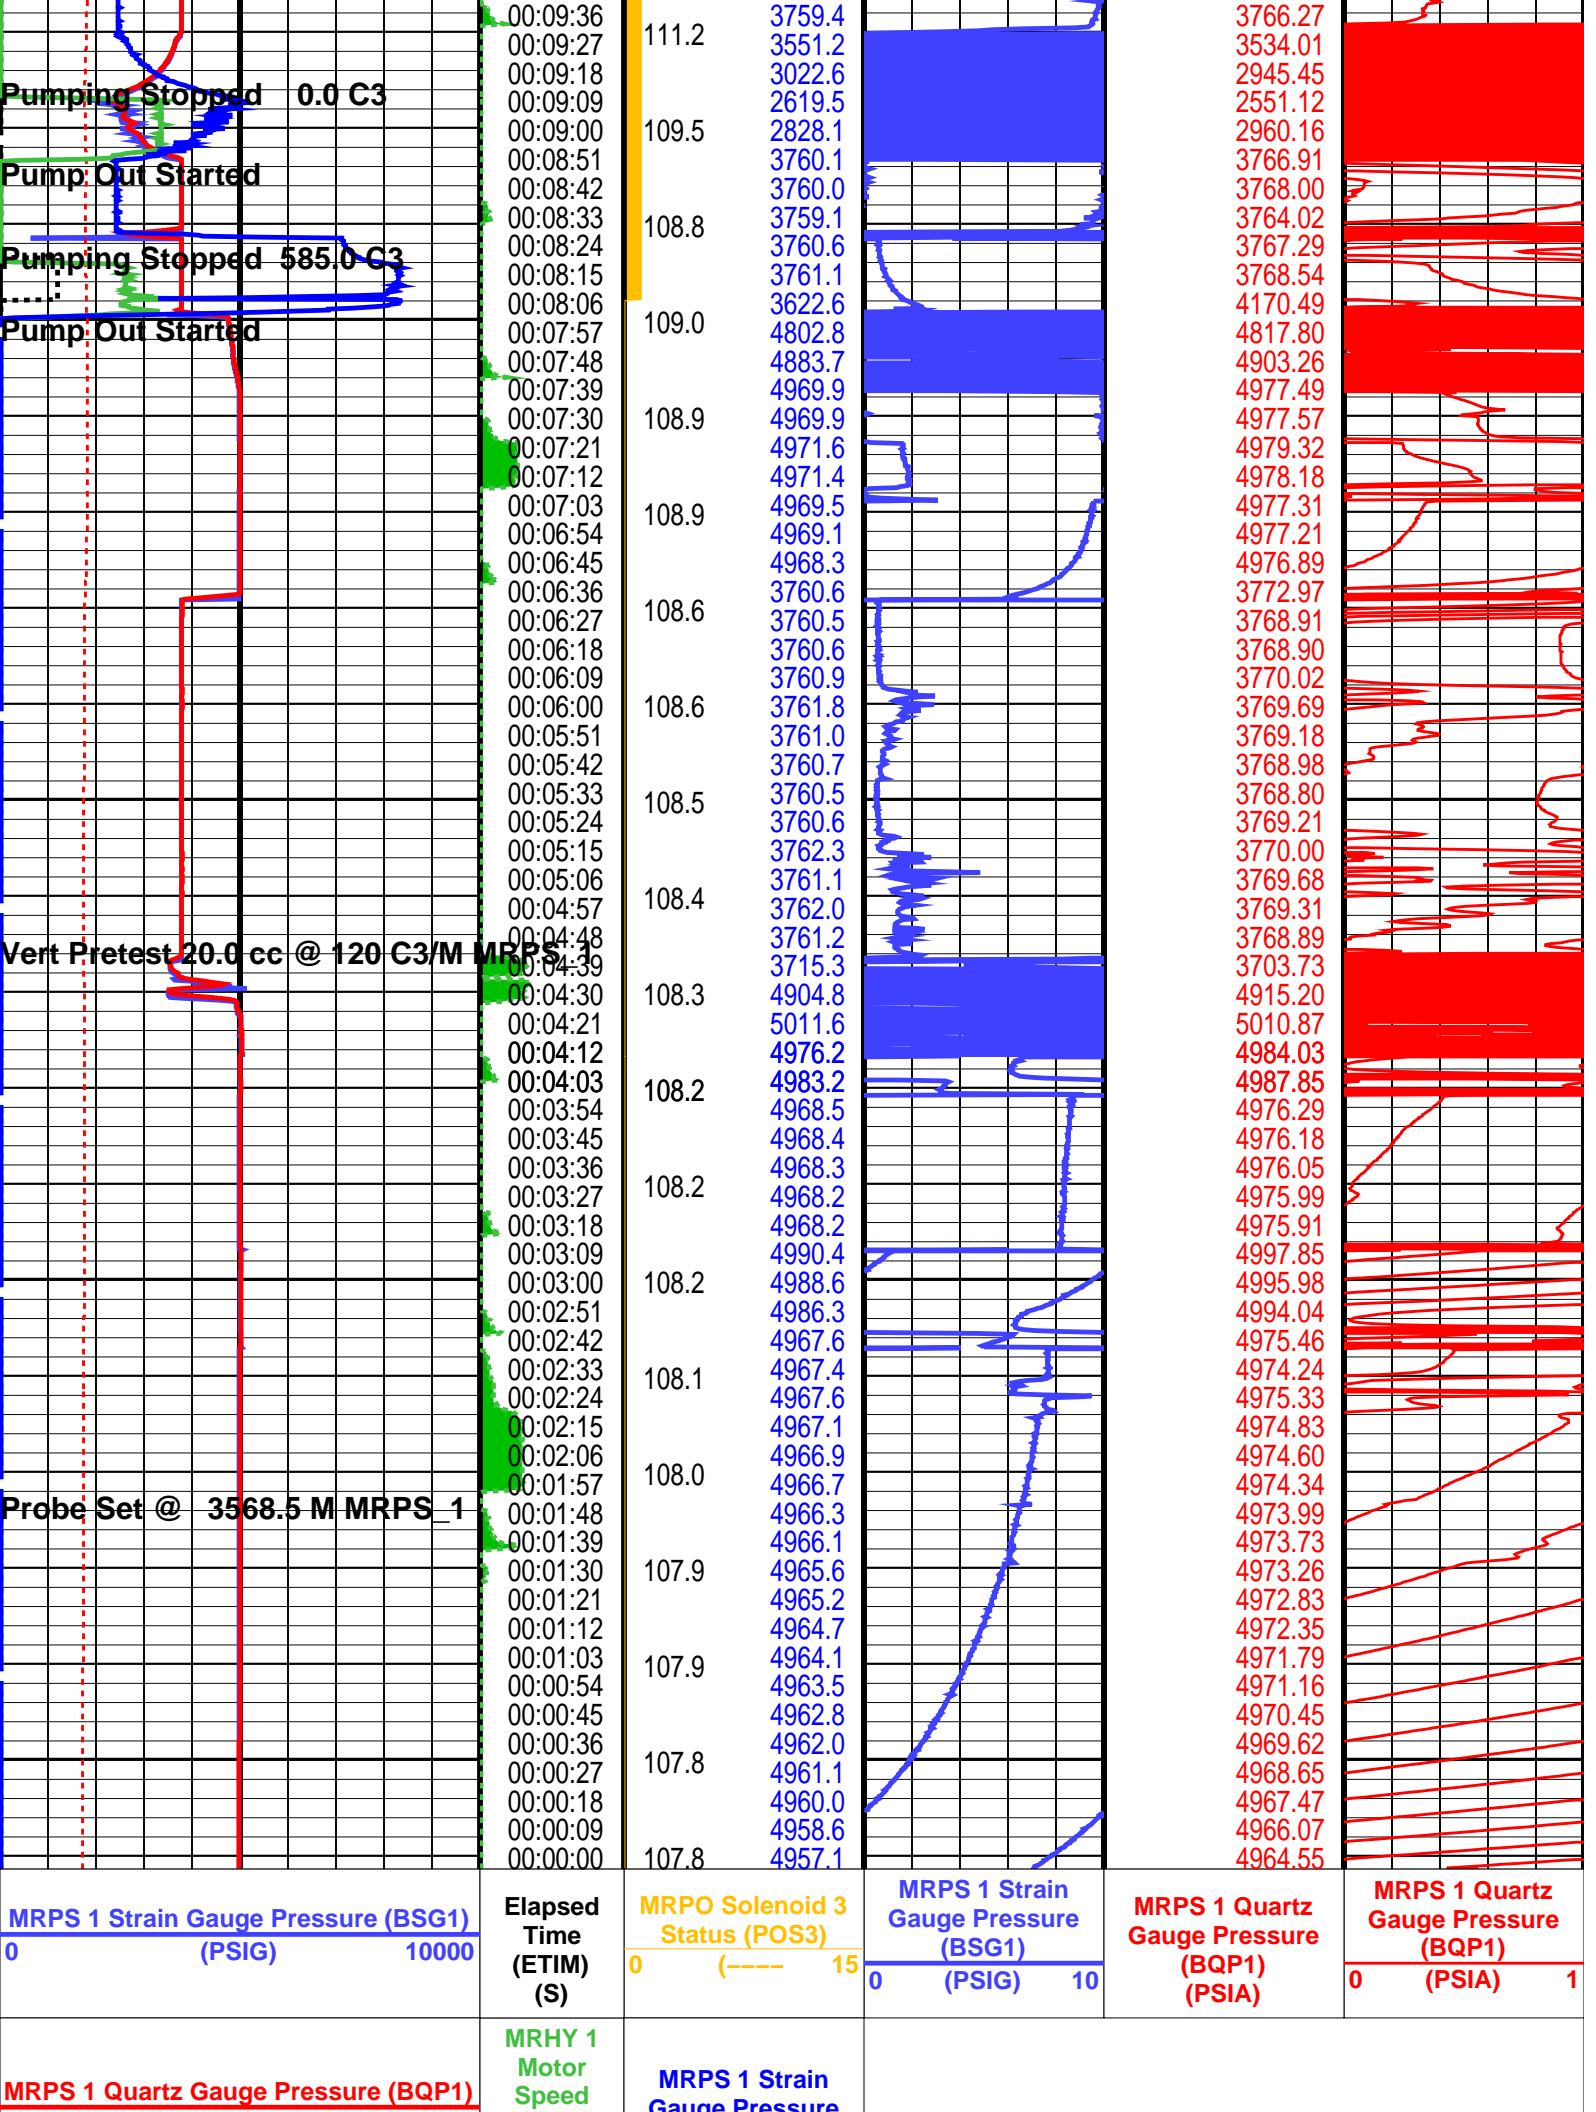 00:09:36 3759.4 3766.27
111.2
00:09:27 3551.2 3534.01
00:09:18 3022.6 2945.45
Pumping Stopped 0.0 C3
00:09:09 2619.5 2551.12
00:09:00 109.5 2828.1 2960.16
00:08:51 3760.1 3766.91
Pump Out Started
00:08:42 3760.0 3768.00
00:08:33 108.8 3759.1 3764.02
00:08:24 3760.6 3767.29
Pumping Stopped 585.0 C3
00:08:15 3761.1 3768.54
00:08:06 3622.6 4170.49
109.0
Pump Out Started
00:07:57 4802.8 4817.80
00:07:48 4883.7 4903.26
00:07:39 4969.9 4977.49
00:07:30 108.9 4969.9 4977.57
00:07:21 4971.6 4979.32
00:07:12 4971.4 4978.18
00:07:03 108.9 4969.5 4977.31
00:06:54 4969.1 4977.21
00:06:45 4968.3 4976.89
00:06:36 3760.6 3772.97
108.6
00:06:27 3760.5 3768.91
00:06:18 3760.6 3768.90
00:06:09 3760.9 3770.02
00:06:00 108.6 3761.8 3769.69
00:05:51 3761.0 3769.18
00:05:42 3760.7 3768.98
00:05:33 108.5 3760.5 3768.80
00:05:24 3760.6 3769.21
00:05:15 3762.3 3770.00
00:05:06 3761.1 3769.68
108.4
00:04:57 3762.0 3769.31
00:04:48 3761.2 3768.89
Vert Pretest 20.0 cc @ 120 C3/M MRPS_1
00:04:39 3715.3 3703.73
00:04:30 108.3 4904.8 4915.20
00:04:21 5011.6 5010.87
00:04:12 4976.2 4984.03
00:04:03 108.2 4983.2 4987.85
00:03:54 4968.5 4976.29
00:03:45 4968.4 4976.18
00:03:36 4968.3 4976.05
108.2
00:03:27 4968.2 4975.99
00:03:18 4968.2 4975.91
00:03:09 4990.4 4997.85
00:03:00 108.2 4988.6 4995.98
00:02:51 4986.3 4994.04
00:02:42 4967.6 4975.46
00:02:33 108.1 4967.4 4974.24
00:02:24 4967.6 4975.33
00:02:15 4967.1 4974.83
00:02:06 4966.9 4974.60
108.0
00:01:57 4966.7 4974.34
Probe Set @ 3568.5 M MRPS_1
00:01:48 4966.3 4973.99
00:01:39 4966.1 4973.73
00:01:30 107.9 4965.6 4973.26
00:01:21 4965.2 4972.83
00:01:12 4964.7 4972.35
00:01:03 107.9 4964.1 4971.79
00:00:54 4963.5 4971.16
00:00:45 4962.8 4970.45
00:00:36 4962.0 4969.62
107.8
00:00:27 4961.1 4968.65
00:00:18 4960.0 4967.47
00:00:09 4958.6 4966.07
00:00:00 107.8 4957.1 4964.55
MRPS 1 Strain Gauge Pressure (BSG1)
0 (PSIG) 10000
Elapsed
Time
(ETIM)
(S)
MRPO Solenoid 3
Status (POS3)
0 (---- 15
MRPS 1 Strain
Gauge Pressure
(BSG1)
0 (PSIG) 10
MRPS 1 Quartz
Gauge Pressure
(BQP1)
(PSIA)
MRPS 1 Quartz
Gauge Pressure
(BQP1)
0 (PSIA) 1
MRPS 1 Quartz Gauge Pressure (BQP1)
MRHY 1
Motor
Speed
MRPS 1 Strain
Gauge Pressure